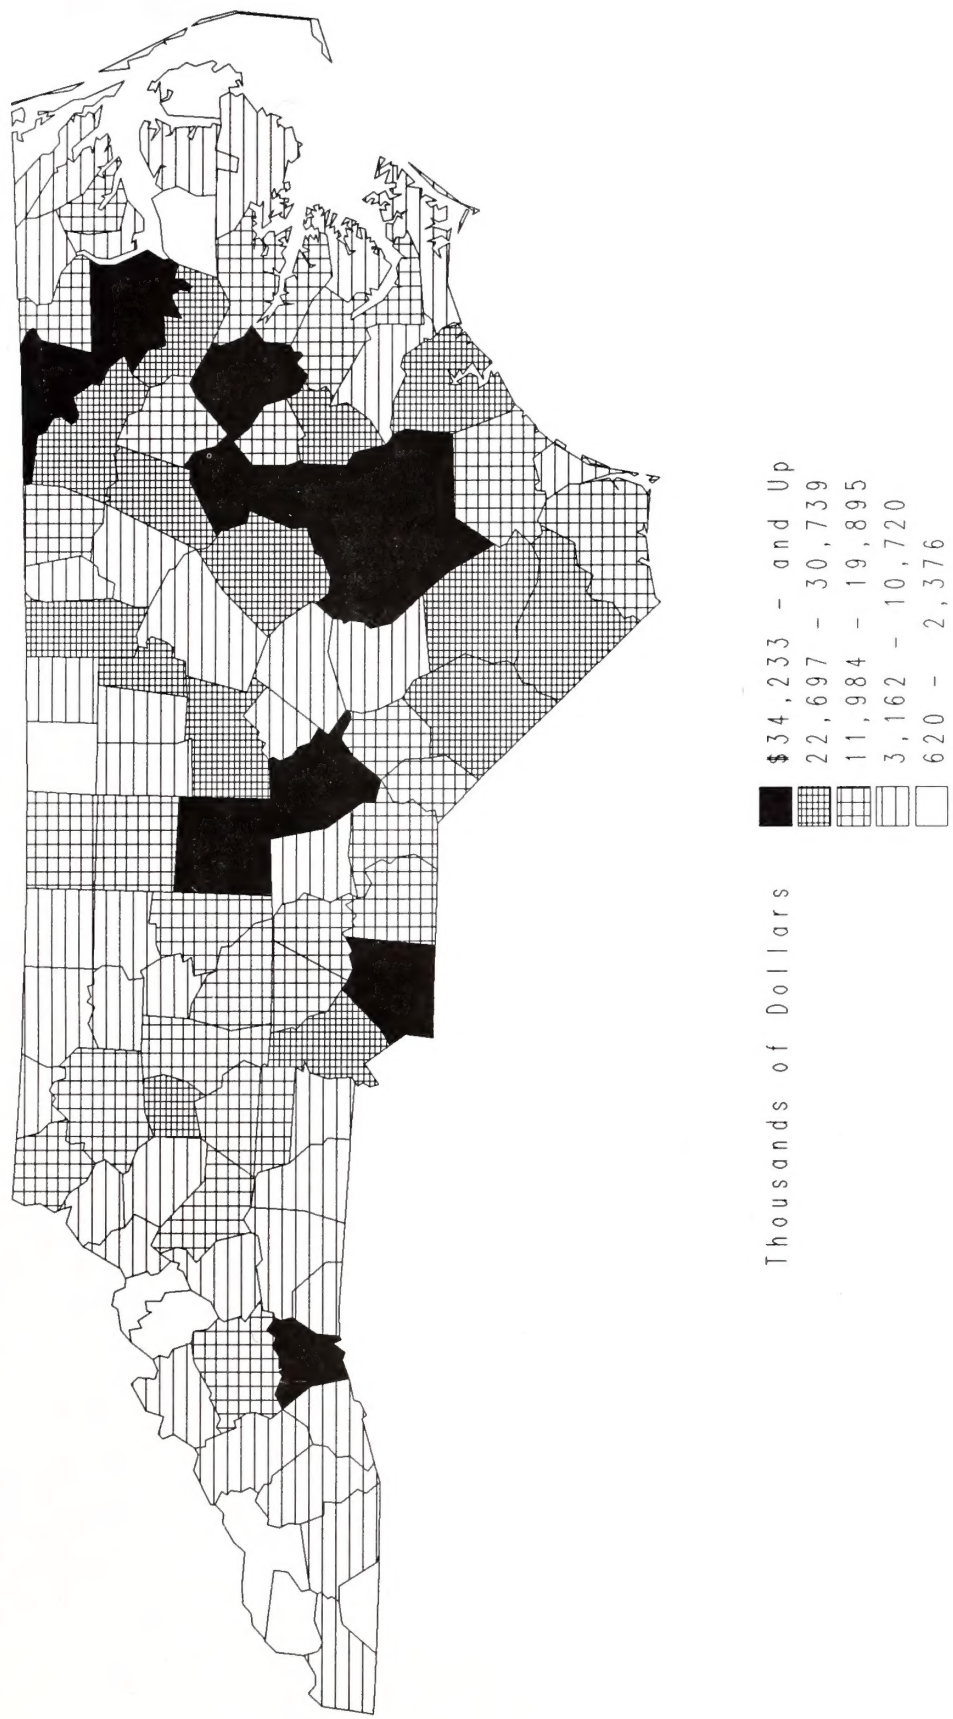 Thousands of Dollars
$34,233 - and Up
22,697 - 30,739
11,984 - 19,895
3,162 - 10,720
620 - 2,376